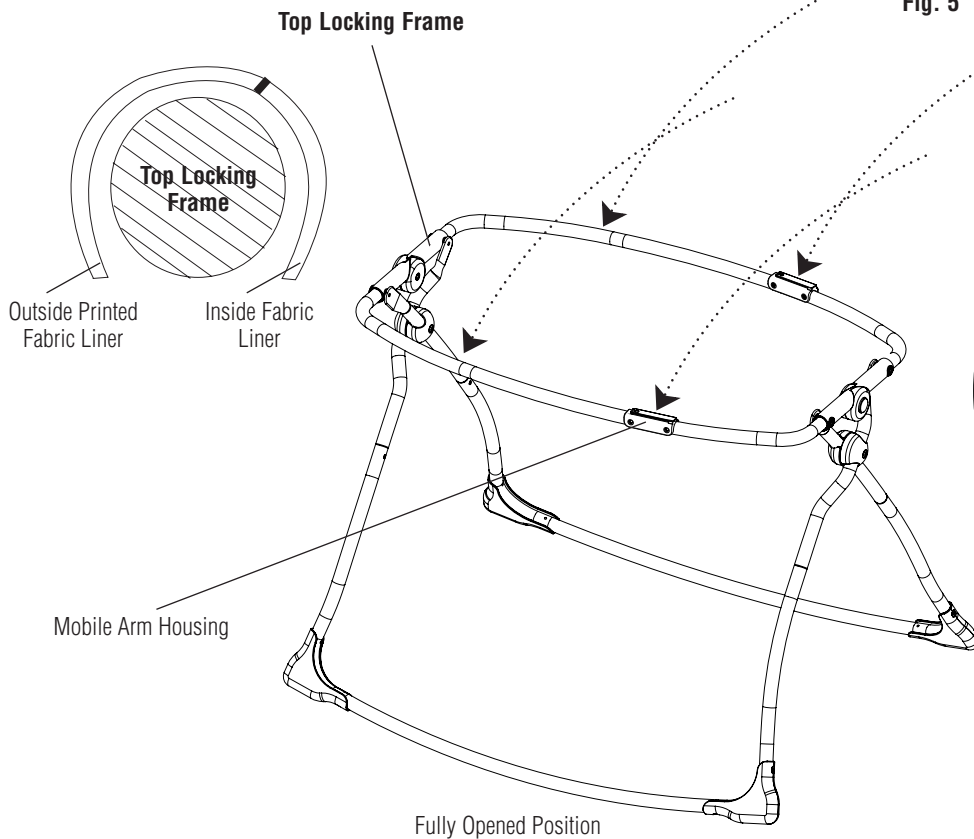 Fig. 5
Top Locking Frame
Top Locking
Frame
Outside Printed
Fabric Liner
Inside Fabric
Liner
Mobile Arm Housing
Fully Opened Position